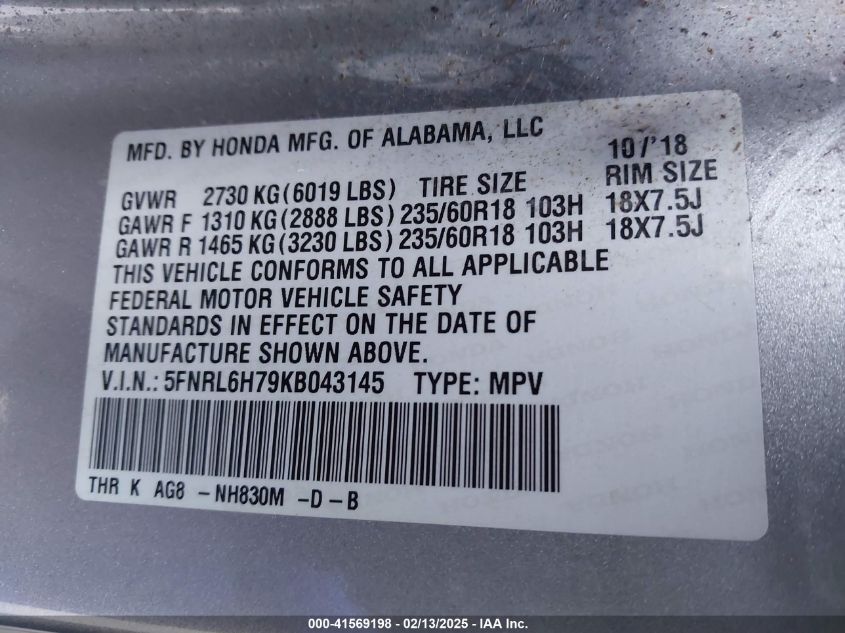 MFD. BY HONDA MFG. OF ALABAMA, LLC 10/'18
GVWR 2730 KG(6019 LBS) TIRE SIZE RIM SIZE
GAWR F 1310 KG(2888 LBS) 235/60R18 103H 18X7.5J
GAWR R 1465 KG(3230 LBS) 235/60R18 103H 18X7.5J
THIS VEHICLE CONFORMS TO ALL APPLICABLE
FEDERAL MOTOR VEHICLE SAFETY
STANDARDS IN EFFECT ON THE DATE OF
MANUFACTURE SHOWN ABOVE.
V.I.N.: 5FNRL6H79KB043145 TYPE: MPV
THR K AG8 -NH830M -D-B
000-41569198 - 02/13/2025 - IAA Inc.